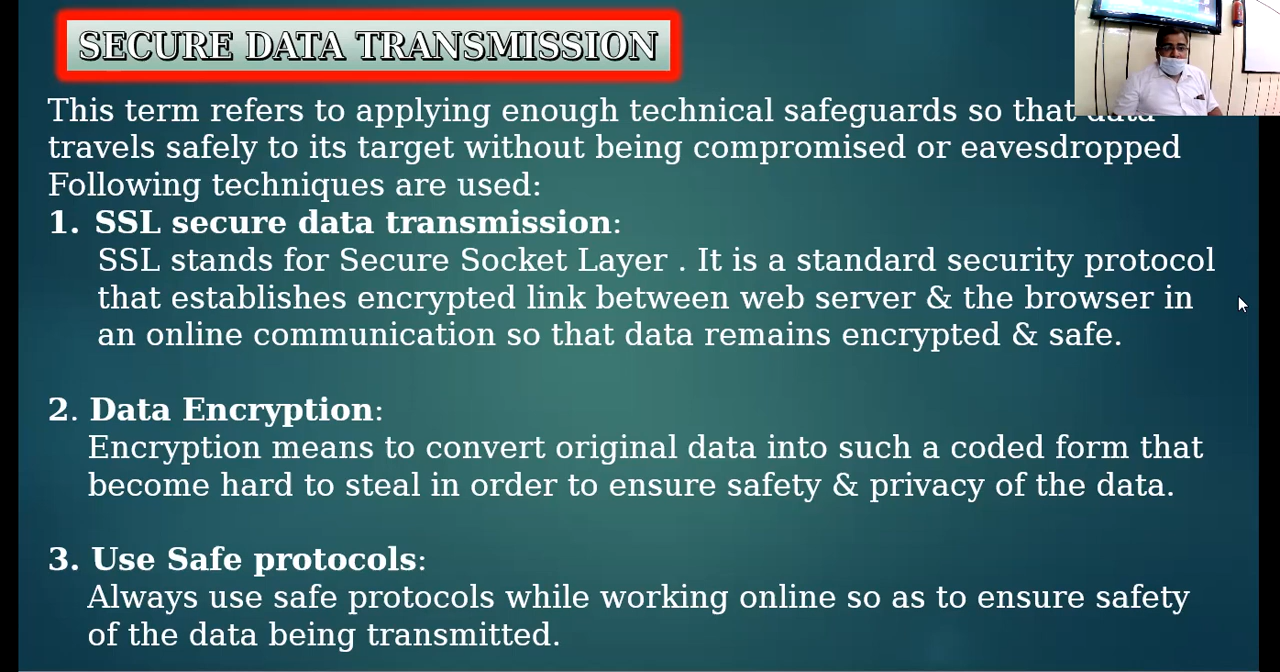 SECURE DATA TRANSMISSION
This term refers to applying enough technical safeguards so that data
travels safely to its target without being compromised or eavesdropped
Following techniques are used:
1. SSL secure data transmission:
SSL stands for Secure Socket Layer . It is a standard security protocol
that establishes encrypted link between web server & the browser in
an online communication so that data remains encrypted & safe.
2. Data Encryption:
Encryption means to convert original data into such a coded form that
become hard to steal in order to ensure safety & privacy of the data.
3. Use Safe protocols:
Always use safe protocols while working online so as to ensure safety
of the data being transmitted.